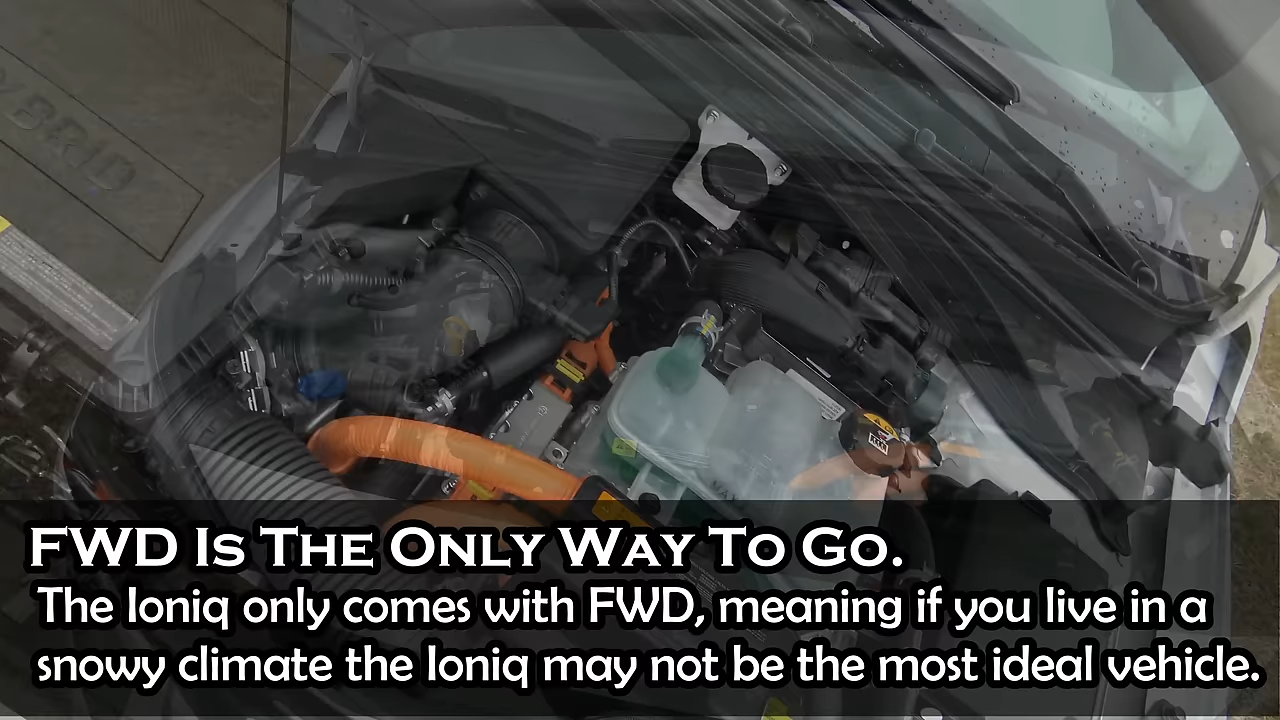 FWD Is The Only Way To Go.
The Ioniq only comes with FWD, meaning if you live in a
snowy climate the Ioniq may not be the most ideal vehicle.